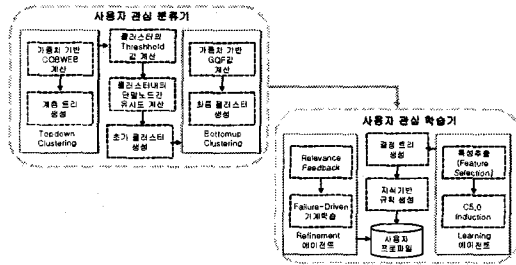 사용자 관심 분류기
가중치 기반
COBWEB
계산
계층 트리
생성
Topdown
Clustering
클러스터의
Threshhold
값 계산
클러스터내의
단말노드간
유사도 계산
초기 클러스터
생성
가중치 기반
GQF값
계산
최종 클러스터
생성
Bottomup
Clustering
사용자 관심 학습기
Relevance
Feedback
Failure-Driven
기계학습
Refinement
에이전트
결정 트리
생성
지식기반
규칙 생성
사용자
프로파일
특성추출
(Feature
Selection)
C5.0
Induction
Learning
에이전트